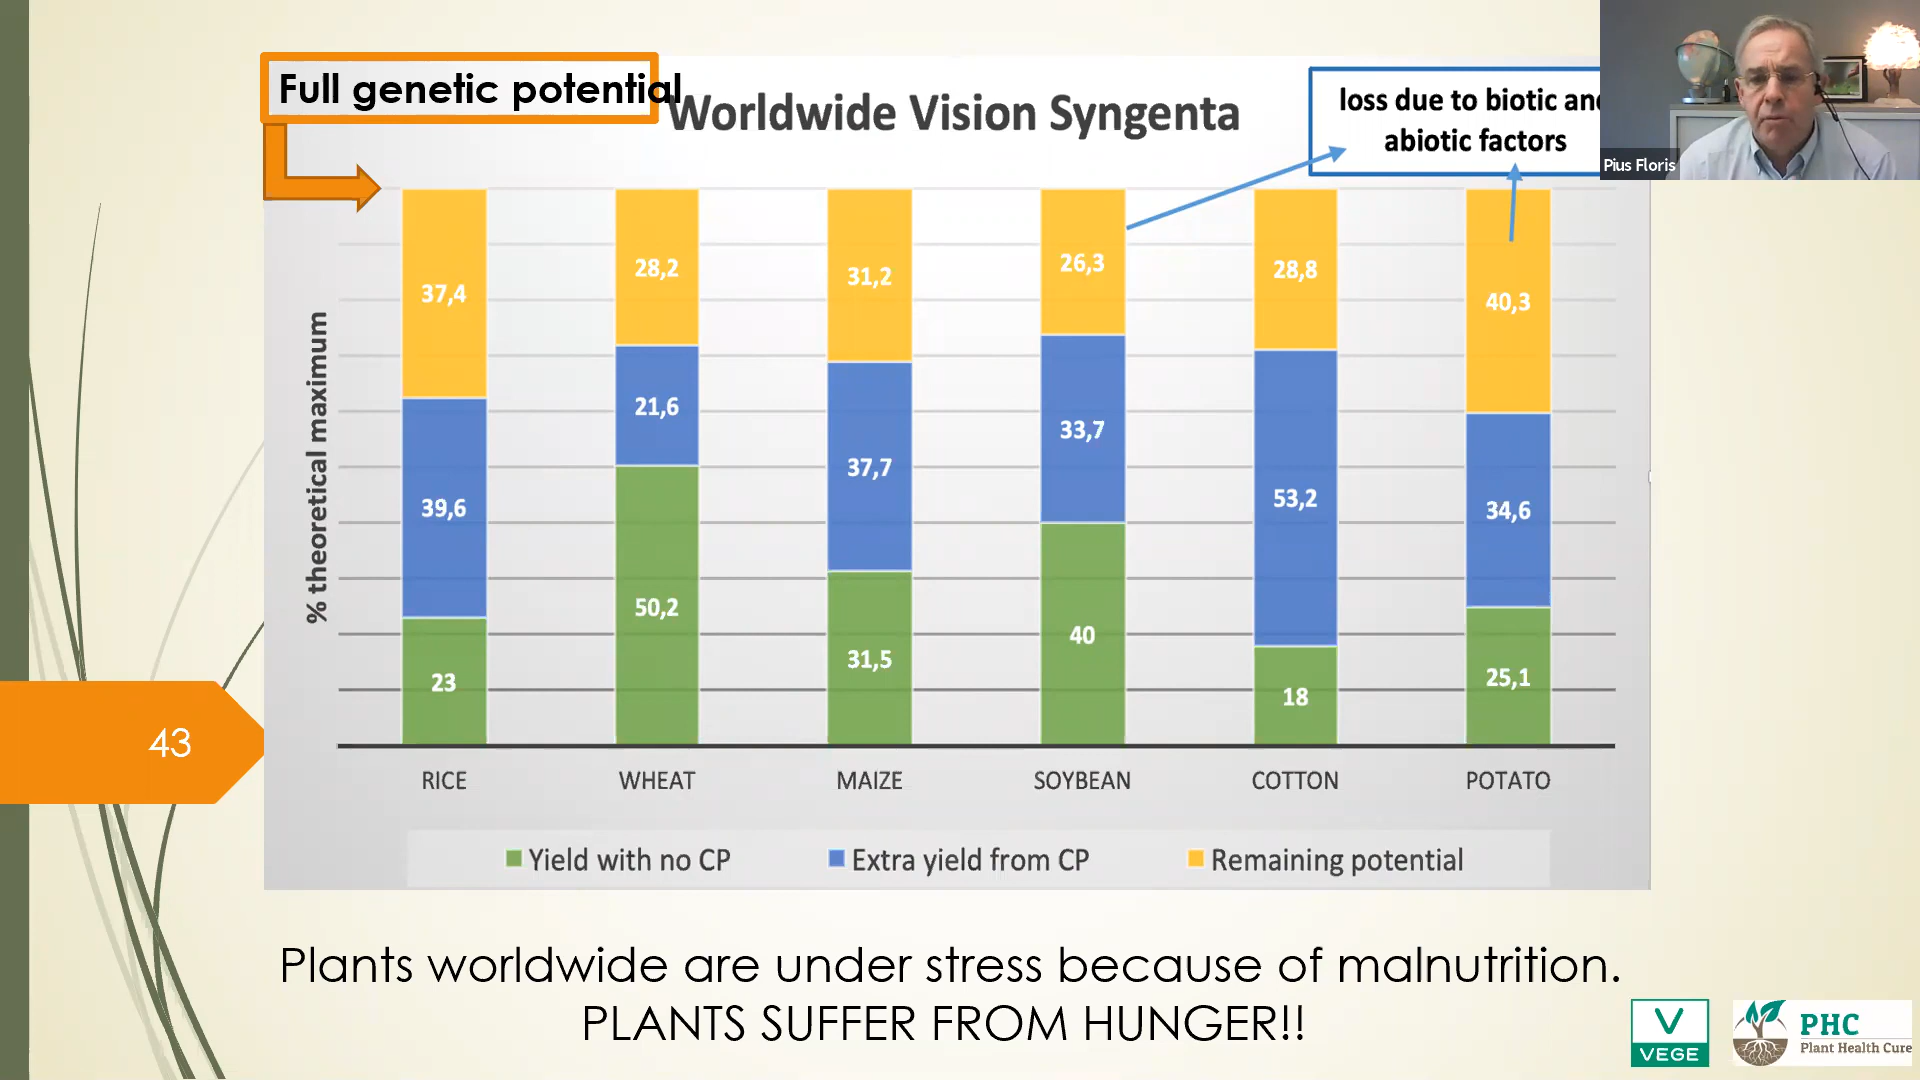 Full genetic potential
Worldwide Vision Syngenta
loss due to biotic and
abiotic factors
Pius Floris
% theoretical maximum
37,4
28,2
31,2
26,3
28,8
40,3
39,6
21,6
37,7
33,7
53,2
34,6
23
50,2
31,5
40
18
25,1
43
RICE
WHEAT
MAIZE
SOYBEAN
COTTON
POTATO
Yield with no CP
Extra yield from CP
Remaining potential
Plants worldwide are under stress because of malnutrition.
PLANTS SUFFER FROM HUNGER!!
V
VEGE
PHC
Plant Health Cure